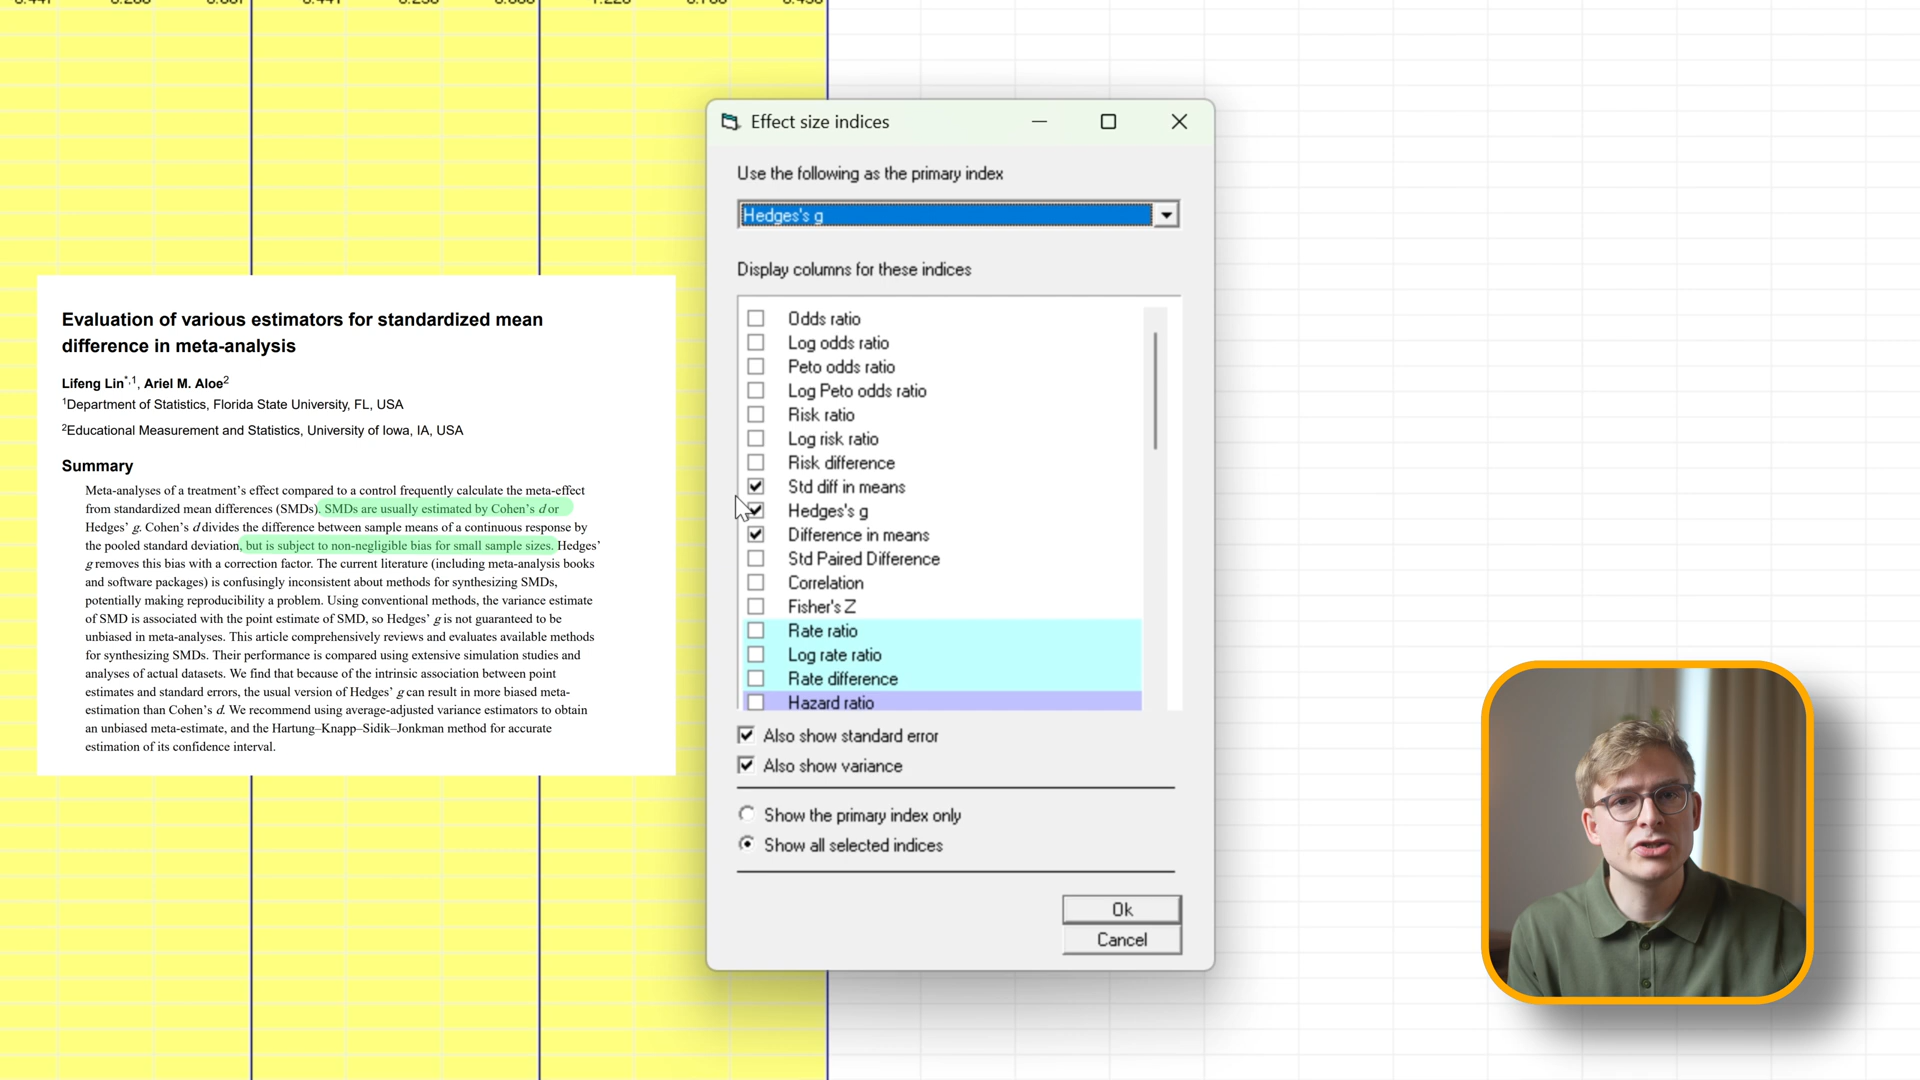 Evaluation of various estimators for standardized mean
difference in meta-analysis
Lifeng Lin*,1, Ariel M. Aloe2
1Department of Statistics, Florida State University, FL, USA
2Educational Measurement and Statistics, University of Iowa, IA, USA
Summary
Meta-analyses of a treatment's effect compared to a control frequently calculate the meta-effect
from standardized mean differences (SMDs). SMDs are usually estimated by Cohen's d or
Hedges' g. Cohen's d divides the difference between sample means of a continuous response by
the pooled standard deviation, but is subject to non-negligible bias for small sample sizes. Hedges'
g removes this bias with a correction factor. The current literature (including meta-analysis books
and software packages) is confusingly inconsistent about methods for synthesizing SMDs,
potentially making reproducibility a problem. Using conventional methods, the variance estimate
of SMD is associated with the point estimate of SMD, so Hedges' g is not guaranteed to be
unbiased in meta-analyses. This article comprehensively reviews and evaluates available methods
for synthesizing SMDs. Their performance is compared using extensive simulation studies and
analyses of actual datasets. We find that because of the intrinsic association between point
estimates and standard errors, the usual version of Hedges' g can result in more biased meta-
estimation than Cohen's d. We recommend using average-adjusted variance estimators to obtain
an unbiased meta-estimate, and the Hartung–Knapp–Sidik–Jonkman method for accurate
estimation of its confidence interval.
Effect size indices
Use the following as the primary index
Hedges's g
Display columns for these indices
Odds ratio
Log odds ratio
Peto odds ratio
Log Peto odds ratio
Risk ratio
Log risk ratio
Risk difference
Std diff in means
Hedges's g
Difference in means
Std Paired Difference
Correlation
Fisher's Z
Rate ratio
Log rate ratio
Rate difference
Hazard ratio
Also show standard error
Also show variance
Show the primary index only
Show all selected indices
Ok
Cancel